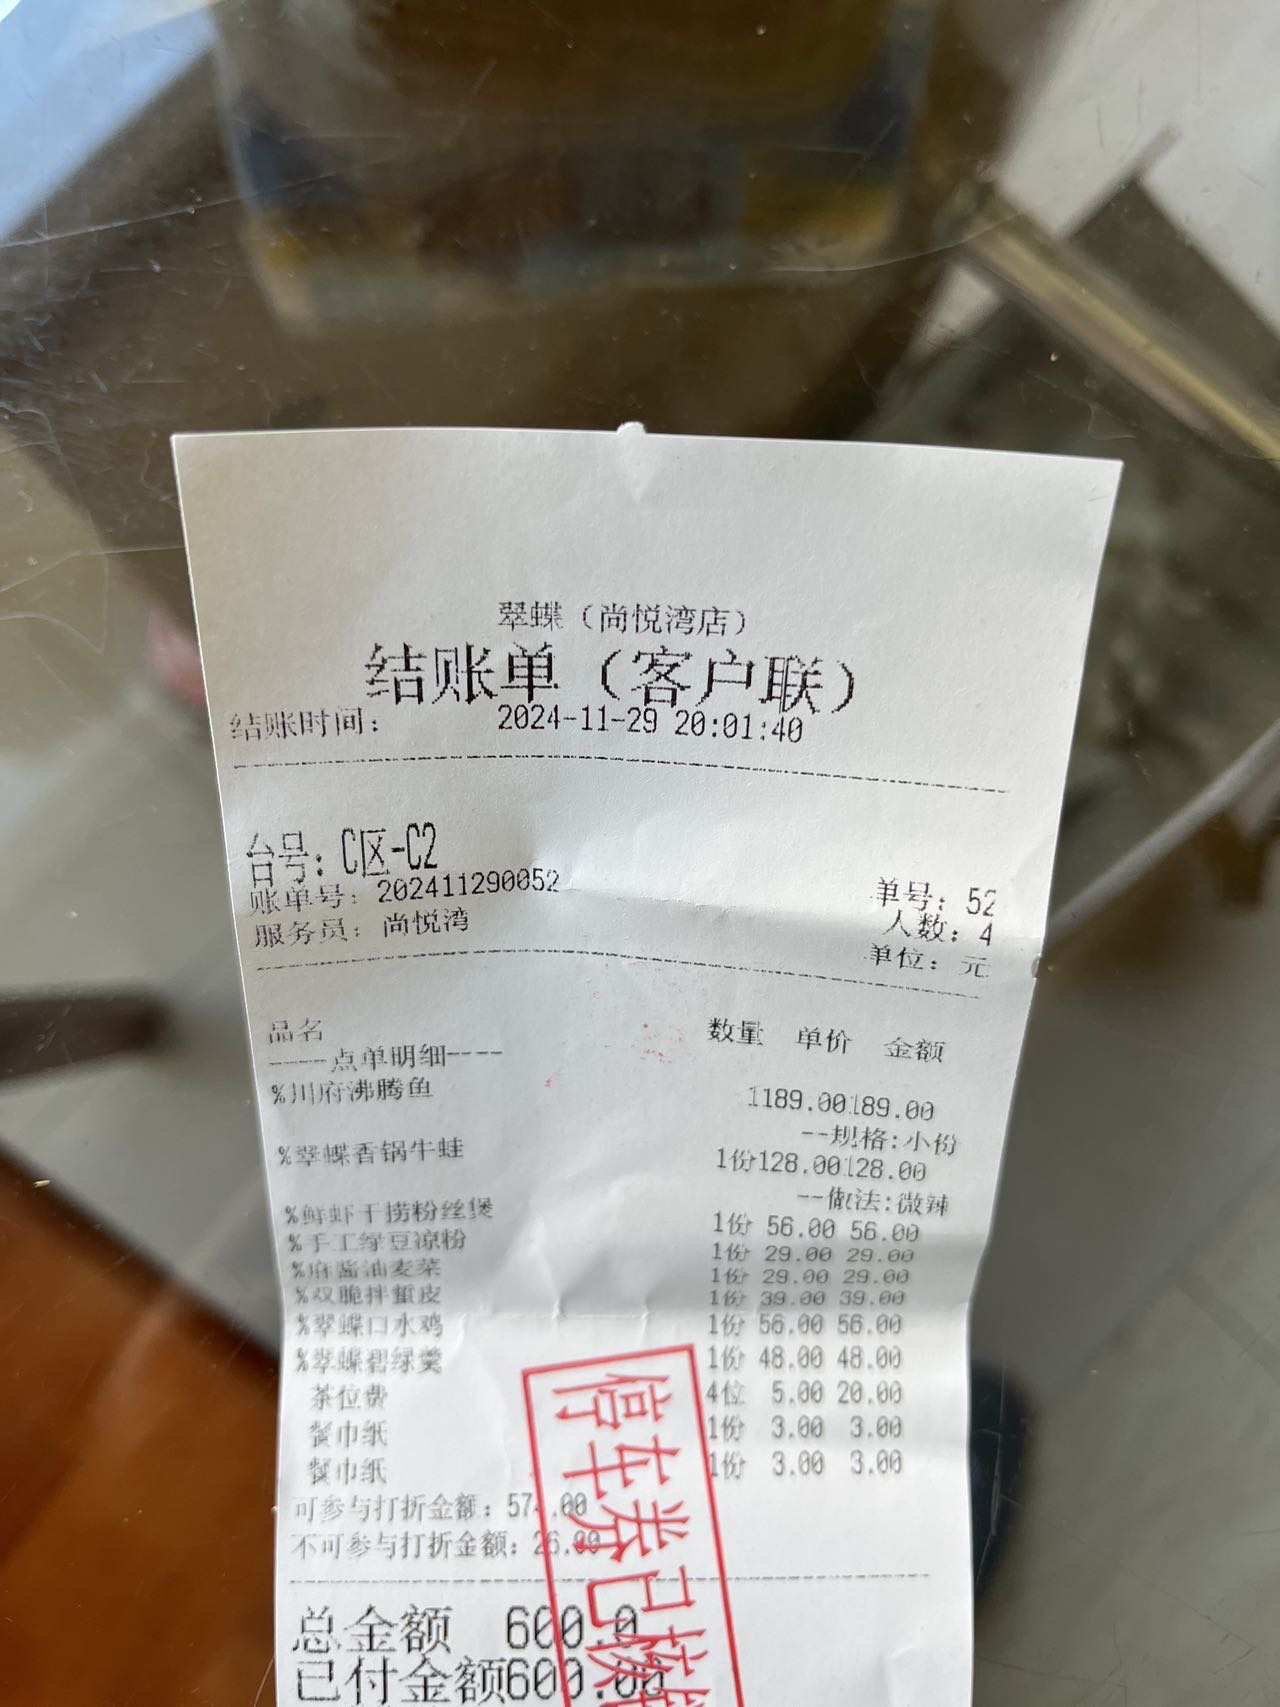 翠蝶（尚悦湾店）
结账单（客户联）
结账时间： 2024-11-29 20:01:40
台号：C区-C2
账单号：202411290052 单号：52
服务员：尚悦湾 人数：4
单位：元
品名 数量 单价 金额
-----点单明细----
%川府沸腾鱼 1189.00189.00
--规格:小份
%翠蝶香锅牛蛙 1份128.00128.00
--做法:微辣
%鲜虾干捞粉丝煲 1份 56.00 56.00
%手工绿豆凉粉 1份 29.00 29.00
%麻酱油麦菜 1份 29.00 29.00
%双脆拌蜇皮 1份 39.00 39.00
%翠蝶口水鸡 1份 56.00 56.00
%翠蝶碧绿羹 1份 48.00 48.00
茶位费 4位 5.00 20.00
餐巾纸 1份 3.00 3.00
餐巾纸 1份 3.00 3.00
可参与打折金额：574.00
不可参与打折金额：26.00
总金额 600.0
已付金额600.00
停车券已核